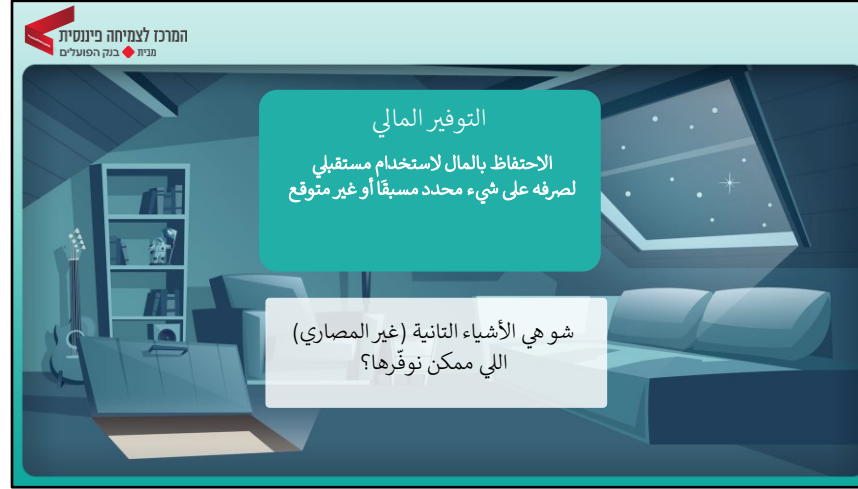 המרכז לצמיחה פיננסית
מבית בנק הפועלים
التوفير المالي
الاحتفاظ بالمال لاستخدام مستقبلي
لصرفه على شيء محدد مسبقًا أو غير متوقع
شو هي الأشياء التانية (غير المصاري)
اللي ممكن نوفّرها؟